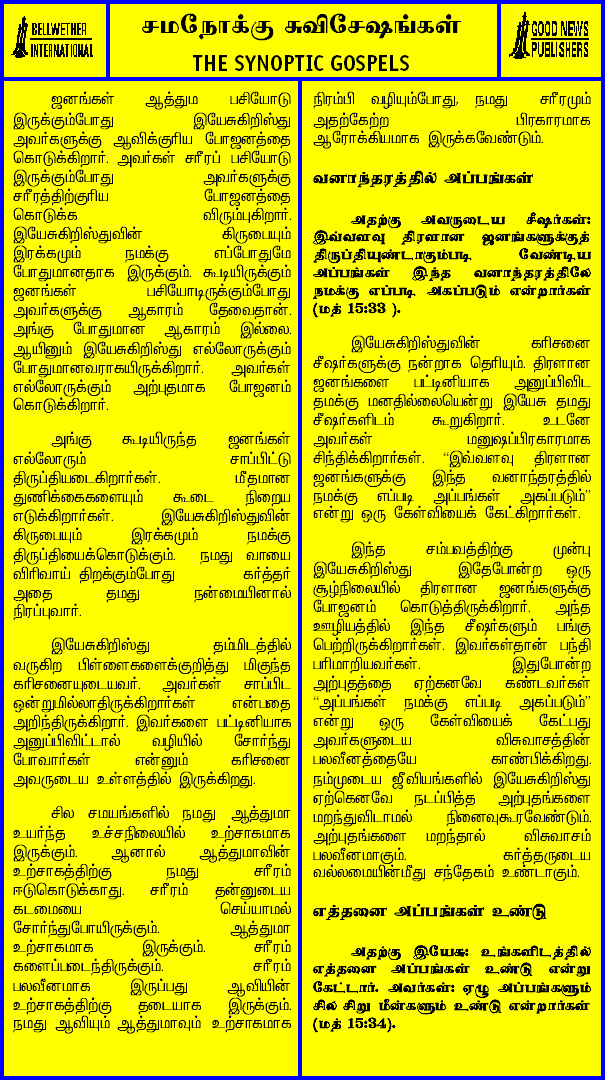 BELLWETHER
INTERNATIONAL
சமநோக்கு சுவிசேஷங்கள்
THE SYNOPTIC GOSPELS
GOOD NEWS
PUBLISHERS
ஜனங்கள் ஆத்தும பசியோடு
இருக்கும்போது இயேசுகிறிஸ்து
அவர்களுக்கு ஆவிக்குரிய போஜனத்தை
கொடுக்கிறார். அவர்கள் சரீரப் பசியோடு
இருக்கும்போது அவர்களுக்கு
சரீரத்திற்குரிய போஜனத்தை
கொடுக்க விரும்புகிறார்.
இயேசுகிறிஸ்துவின் கிருபையும்
இரக்கமும் நமக்கு எப்போதுமே
போதுமானதாக இருக்கும். கூடியிருக்கும்
ஜனங்கள் பசியோடிருக்கும்போது
அவர்களுக்கு ஆகாரம் தேவைதான்.
அங்கு போதுமான ஆகாரம் இல்லை.
ஆயினும் இயேசுகிறிஸ்து எல்லோருக்கும்
போதுமானவராகயிருக்கிறார். அவர்கள்
எல்லோருக்கும் அற்புதமாக போஜனம்
கொடுக்கிறார்.
அங்கு கூடியிருந்த ஜனங்கள்
எல்லோரும் சாப்பிட்டு
திருப்தியடைகிறார்கள். மீதமான
துணிக்கைகளையும் கூடை நிறைய
எடுக்கிறார்கள். இயேசுகிறிஸ்துவின்
கிருபையும் இரக்கமும் நமக்கு
திருப்தியைக்கொடுக்கும். நமது வாயை
விரிவாய் திறக்கும்போது கர்த்தர்
அதை தமது நன்மையினால்
நிரப்புவார்.
இயேசுகிறிஸ்து தம்மிடத்தில்
வருகிற பிள்ளைகளைக்குறித்து மிகுந்த
கரிசனையுடையவர். அவர்கள் சாப்பிட
ஒன்றுமில்லாதிருக்கிறார்கள் என்பதை
அறிந்திருக்கிறார். இவர்களை பட்டினியாக
அனுப்பிவிட்டால் வழியில் சோர்ந்து
போவார்கள் என்னும் கரிசனை
அவருடைய உள்ளத்தில் இருக்கிறது.
சில சமயங்களில் நமது ஆத்துமா
உயர்ந்த உச்சநிலையில் உற்சாகமாக
இருக்கும். ஆனால் ஆத்துமாவின்
உற்சாகத்திற்கு நமது சரீரம்
ஈடுகொடுக்காது. சரீரம் தன்னுடைய
கடமையை செய்யாமல்
சோர்ந்துபோயிருக்கும். ஆத்துமா
உற்சாகமாக இருக்கும். சரீரம்
களைப்படைந்திருக்கும். சரீரம்
பலவீனமாக இருப்பது ஆவியின்
உற்சாகத்திற்கு தடையாக இருக்கும்.
நமது ஆவியும் ஆத்துமாவும் உற்சாகமாக
நிரம்பி வழியும்போது, நமது சரீரமும்
அதற்கேற்ற பிரகாரமாக
ஆரோக்கியமாக இருக்கவேண்டும்.
வனாந்தரத்தில் அப்பங்கள்
அதற்கு அவருடைய சீஷர்கள்:
இவ்வளவு திரளான ஜனங்களுக்குத்
திருப்தியுண்டாகும்படி, வேண்டிய
அப்பங்கள் இந்த வனாந்தரத்திலே
நமக்கு எப்படி, அகப்படும் என்றார்கள்
(மத் 15:33 ).
இயேசுகிறிஸ்துவின் கரிசனை
சீஷர்களுக்கு நன்றாக தெரியும். திரளான
ஜனங்களை பட்டினியாக அனுப்பிவிட
தமக்கு மனதில்லையென்று இயேசு தமது
சீஷர்களிடம் கூறுகிறார். உடனே
அவர்கள் மனுஷப்பிரகாரமாக
சிந்திக்கிறார்கள். “இவ்வளவு திரளான
ஜனங்களுக்கு இந்த வனாந்தரத்தில்
நமக்கு எப்படி அப்பங்கள் அகப்படும்”
என்று ஒரு கேள்வியைக் கேட்கிறார்கள்.
இந்த சம்பவத்திற்கு முன்பு
இயேசுகிறிஸ்து இதேபோன்ற ஒரு
சூழ்நிலையில் திரளான ஜனங்களுக்கு
போஜனம் கொடுத்திருக்கிறார். அந்த
ஊழியத்தில் இந்த சீஷர்களும் பங்கு
பெற்றிருக்கிறார்கள். இவர்கள்தான் பந்தி
பரிமாறியவர்கள். இதுபோன்ற
அற்புதத்தை ஏற்கனவே கண்டவர்கள்
“அப்பங்கள் நமக்கு எப்படி அகப்படும்”
என்று ஒரு கேள்வியைக் கேட்பது
அவர்களுடைய விசுவாசத்தின்
பலவீனத்தையே காண்பிக்கிறது.
நம்முடைய ஜீவியங்களில் இயேசுகிறிஸ்து
ஏற்கெனவே நடப்பித்த அற்புதங்களை
மறந்துவிடாமல் நினைவுகூரவேண்டும்.
அற்புதங்களை மறந்தால் விசுவாசம்
பலவீனமாகும். கர்த்தருடைய
வல்லமையின்மீது சந்தேகம் உண்டாகும்.
எத்தனை அப்பங்கள் உண்டு
அதற்கு இயேசு: உங்களிடத்தில்
எத்தனை அப்பங்கள் உண்டு என்று
கேட்டார். அவர்கள்: ஏழு அப்பங்களும்
சில சிறு மீன்களும் உண்டு என்றார்கள்
(மத் 15:34).